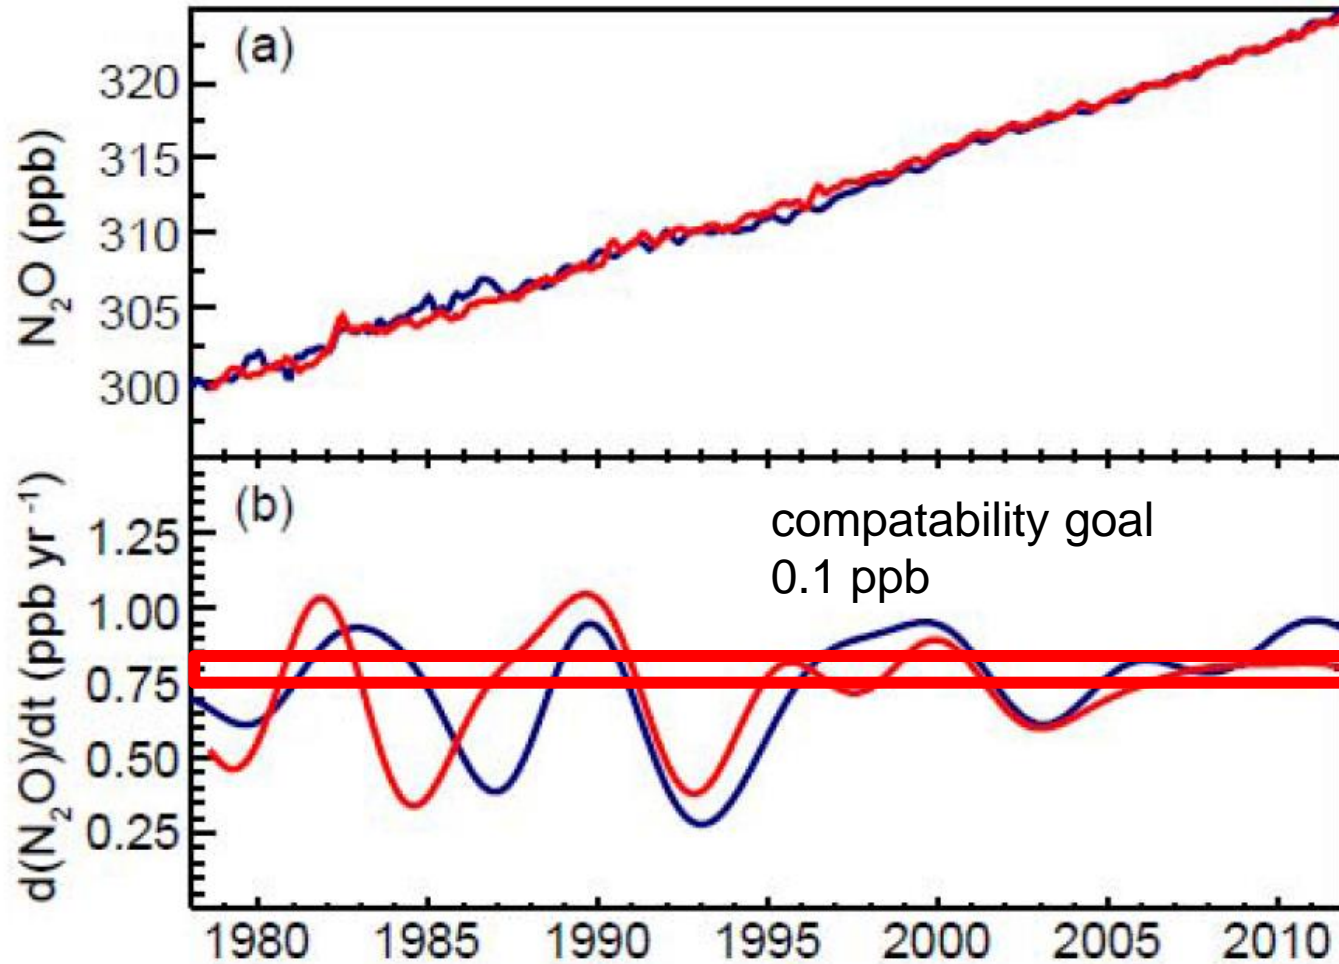 (a)
N₂O (ppb)
320
315
310
305
300
(b)
compatability goal
0.1 ppb
d(N₂O)/dt (ppb yr ⁻¹)
1.25
1.00
0.75
0.50
0.25
1980 1985 1990 1995 2000 2005 2010